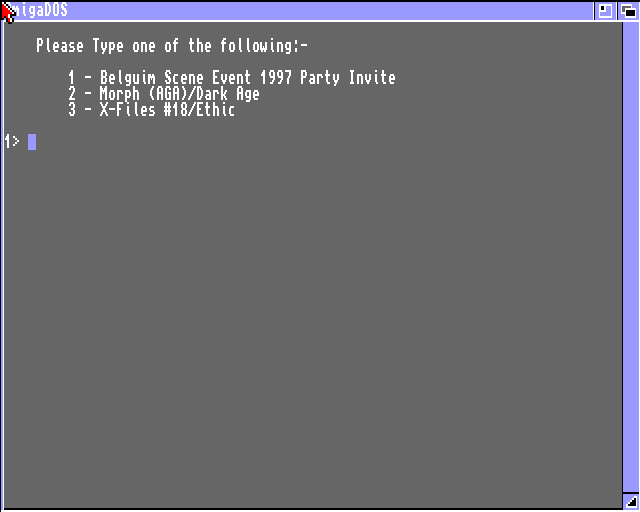 migaDOS
Please Type one of the following:-
1 - Belguim Scene Event 1997 Party Invite
2 - Morph (AGA)/Dark Age
3 - X-Files #18/Ethic
1>